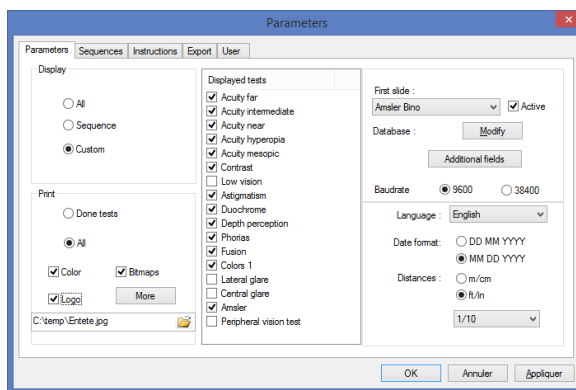 Parameters
Parameters Sequences Instructions Export User
Display
All
Sequence
Custom
Print
Done tests
All
Color Bitmaps
Logo More
C:\temp\Entete.jpg
Displayed tests
Acuity far
Acuity intermediate
Acuity near
Acuity hyperopia
Acuity mesopic
Contrast
Low vision
Astigmatism
Duochrome
Depth perception
Phorias
Fusion
Colors 1
Lateral glare
Central glare
Amsler
Peripheral vision test
First slide :
Amsler Bino Active
Database : Modify
Additional fields
Baudrate 9600 38400
Language : English
Date format: DD MM YYYY
MM DD YYYY
Distances : m/cm
ft/in
1/10
OK Annuler Appliquer